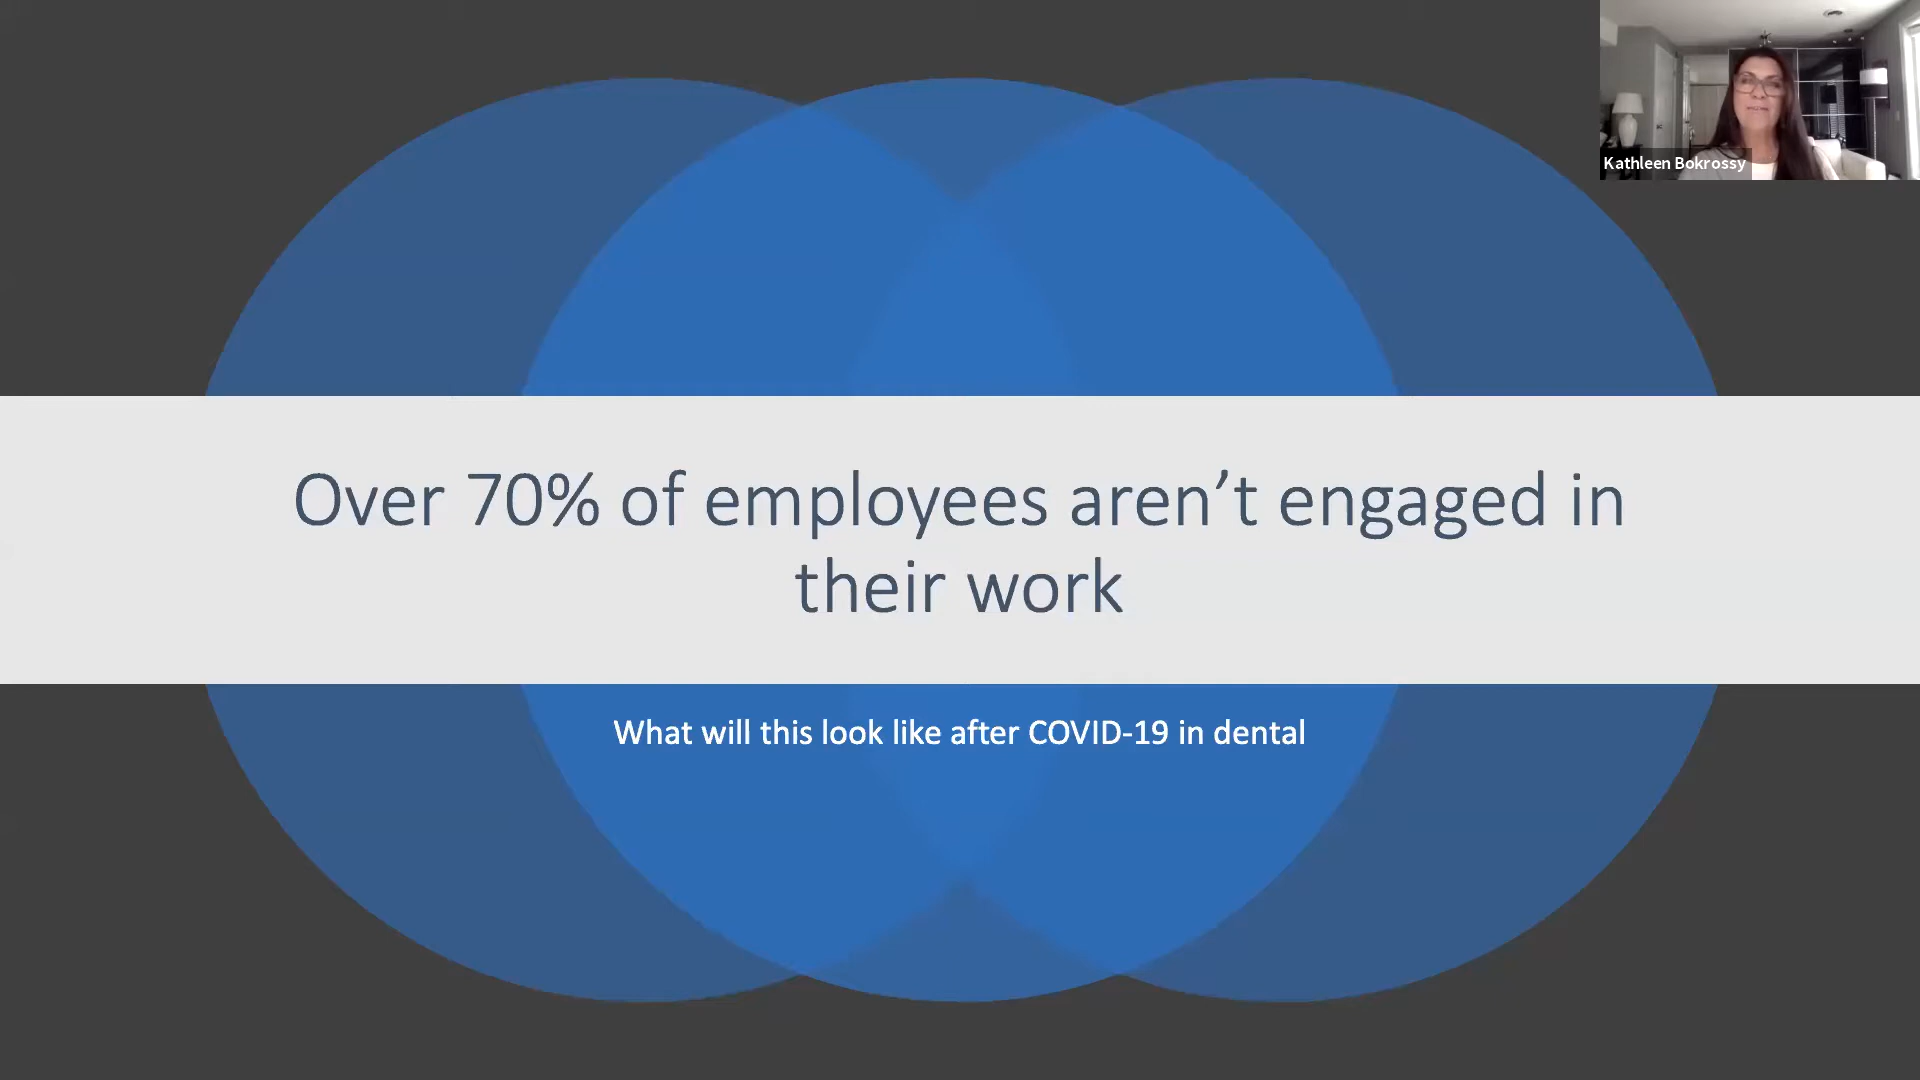 Kathleen Bokrossy
Over 70% of employees aren’t engaged in
their work
What will this look like after COVID-19 in dental